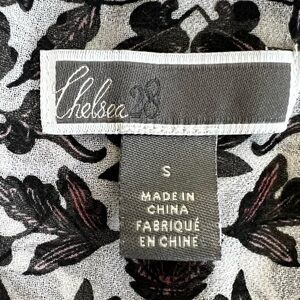 Chelsea28
S
MADE IN
CHINA
FABRIQUÉ
EN CHINE